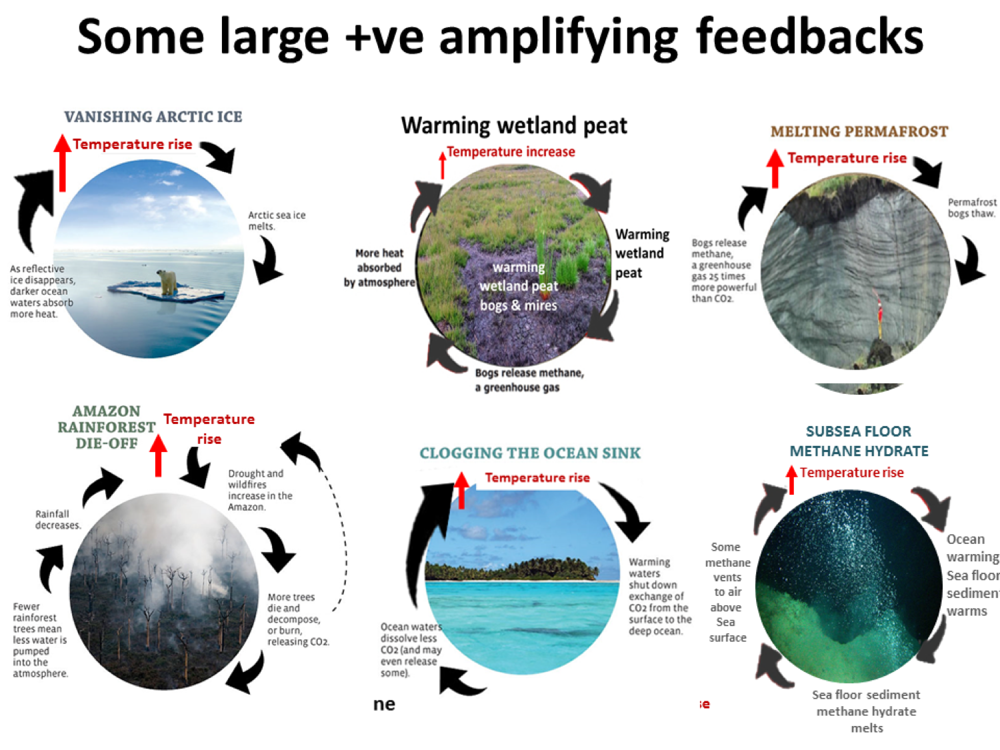 Some large +ve amplifying feedbacks
VANISHING ARCTIC ICE
Temperature rise
Arctic sea ice
melts.
As reflective
ice disappears,
darker ocean
waters absorb
more heat.
Warming wetland peat
Temperature increase
Warming
wetland
peat
warming
wetland peat
bogs & mires
More heat
absorbed
by atmosphere
Bogs release methane,
a greenhouse gas
MELTING PERMAFROST
Temperature rise
Permafrost
bogs thaw.
Bogs release
methane,
a greenhouse
gas 25 times
more powerful
than CO2.
AMAZON
RAINFOREST
DIE-OFF
Temperature
rise
Drought and
wildfires
increase in the
Amazon.
More trees
die and
decompose,
or burn,
releasing CO2.
Fewer
rainforest
trees mean
less water is
pumped
into the
atmosphere.
Rainfall
decreases.
CLOGGING THE OCEAN SINK
Temperature rise
Warming
waters
shut down
exchange of
CO2 from the
surface to the
deep ocean.
Ocean waters
dissolve less
CO2 (and may
even release
some).
ne
SUBSEA FLOOR
METHANE HYDRATE
Temperature rise
Ocean
warming
Sea floor
sediment
warms
Sea floor sediment
methane hydrate
melts
Some
methane
vents
to air
above
Sea
surface
se